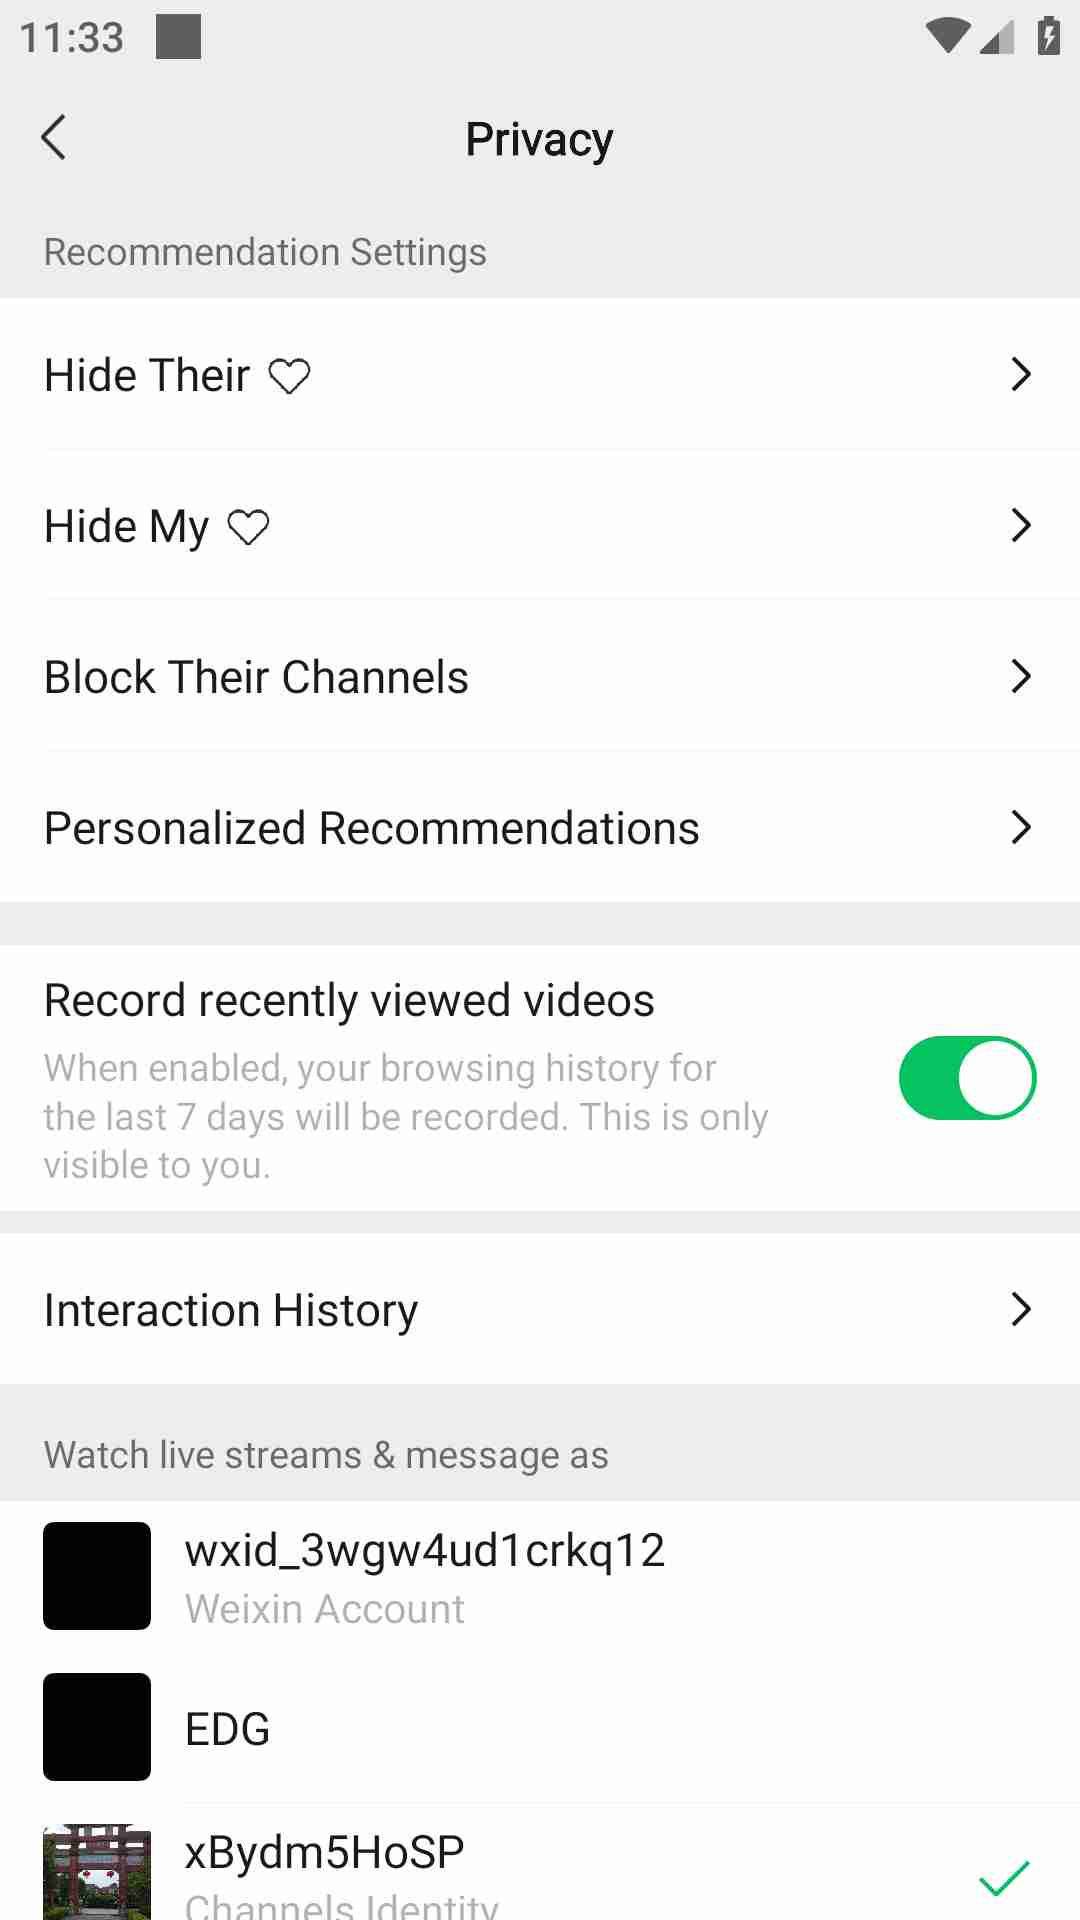 11:33
Privacy
Recommendation Settings
Hide Their
Hide My
Block Their Channels
Personalized Recommendations
Record recently viewed videos
When enabled, your browsing history for
the last 7 days will be recorded. This is only
visible to you.
Interaction History
Watch live streams & message as
wxid_3wgw4ud1crkq12
Weixin Account
EDG
xBydm5HoSP
Channels Identity